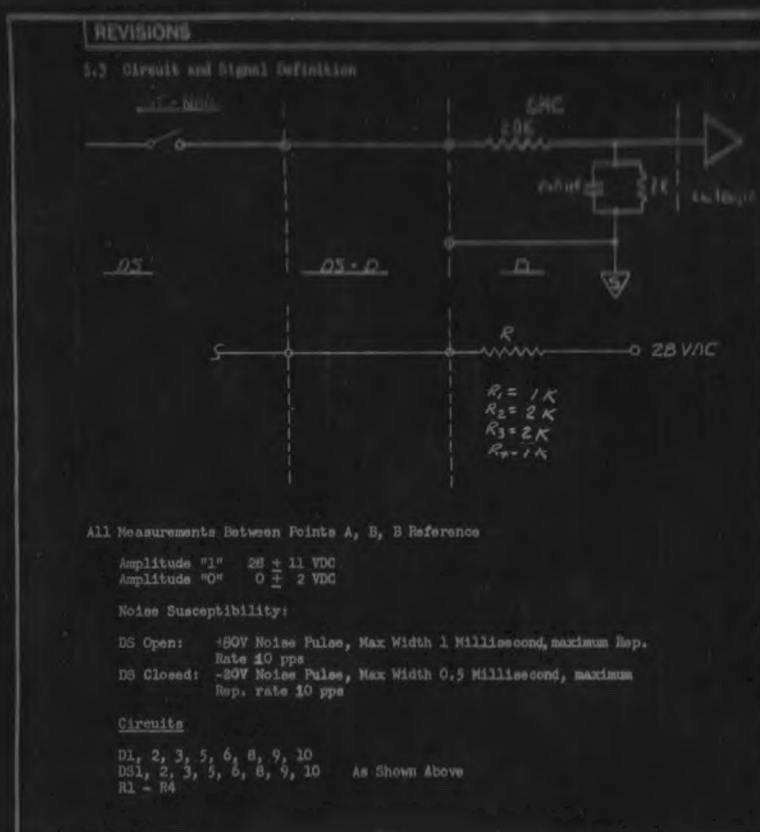 REVISIONS
5.3 Circuit and Signal Definition
GMC
20K
2K
DS
DS - D
D
S
R
28 VDC
R1 = 1K
R2 = 2K
R3 = 2K
R4 - 1K
All Measurements Between Points A, B, B Reference
Amplitude "1" 28 ± 11 VDC
Amplitude "0" 0 ± 2 VDC
Noise Susceptibility:
DS Open: +80V Noise Pulse, Max Width 1 Millisecond, maximum Rep.
Rate 10 pps
DS Closed: -20V Noise Pulse, Max Width 0.5 Millisecond, maximum
Rep. rate 10 pps
Circuits
D1, 2, 3, 5, 6, 8, 9, 10
DS1, 2, 3, 5, 6, 8, 9, 10 As Shown Above
R1 - R4